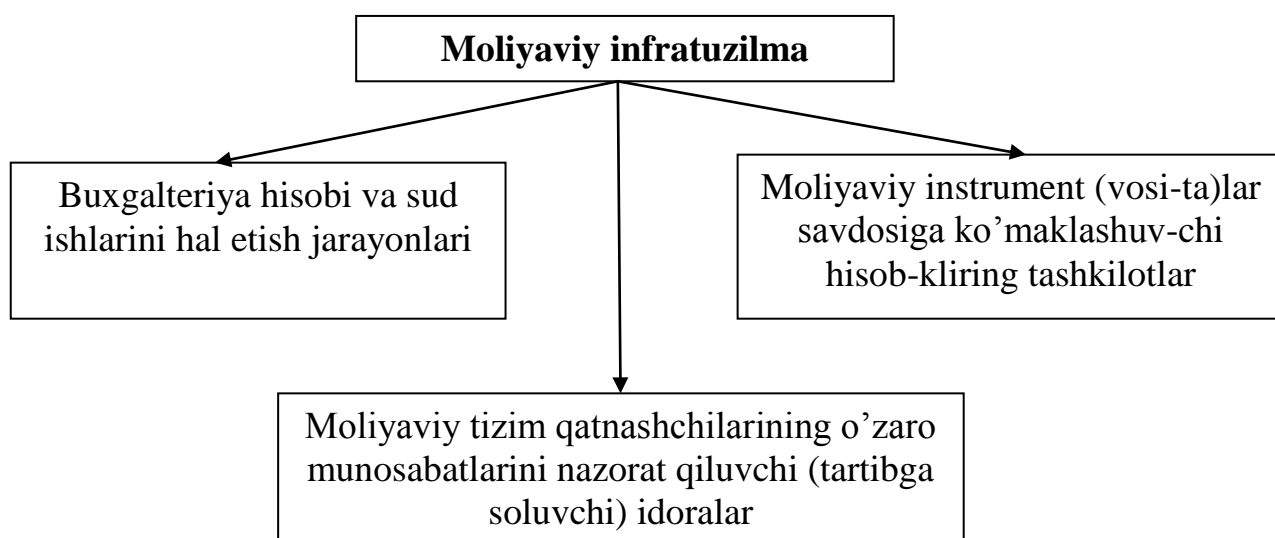 Moliyaviy infratuzilma
Buxgalteriya hisobi va sud
ishlarini hal etish jarayonlari
Moliyaviy instrument (vosi-ta)lar
savdosiga ko’maklashuv-chi
hisob-kliring tashkilotlar
Moliyaviy tizim qatnashchilarining o’zaro
munosabatlarini nazorat qiluvchi (tartibga
soluvchi) idoralar